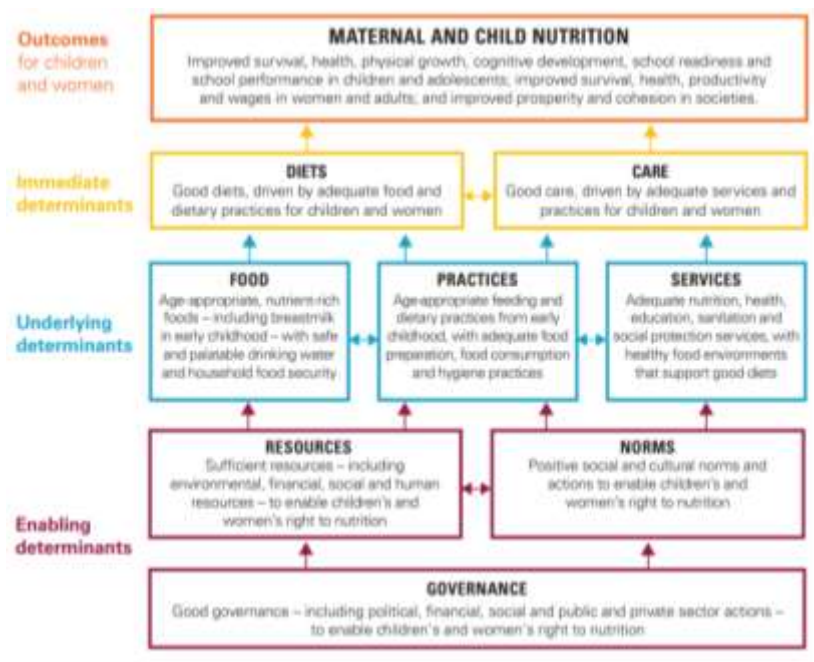 Outcomes
for children
and women
MATERNAL AND CHILD NUTRITION
Improved survival, health, physical growth, cognitive development, school readiness and
school performance in children and adolescents; improved survival, health, productivity
and wages in women and adults; and improved prosperity and cohesion in societies.
Immediate
determinants
DIETS
Good diets, driven by adequate food and
dietary practices for children and women
CARE
Good care, driven by adequate services and
practices for children and women
Underlying
determinants
FOOD
Age-appropriate, nutrient-rich
foods – including breastmilk
in early childhood – with safe
and palatable drinking water
and household food security
PRACTICES
Age-appropriate feeding and
dietary practices from early
childhood, with adequate food
preparation, food consumption
and hygiene practices
SERVICES
Adequate nutrition, health,
education, sanitation and
social protection services, with
healthy food environments
that support good diets
Enabling
determinants
RESOURCES
Sufficient resources – including
environmental, financial, social and human
resources – to enable children's and
women's right to nutrition
NORMS
Positive social and cultural norms and
actions to enable children's and
women's right to nutrition
GOVERNANCE
Good governance – including political, financial, social and public and private sector actions –
to enable children's and women's right to nutrition